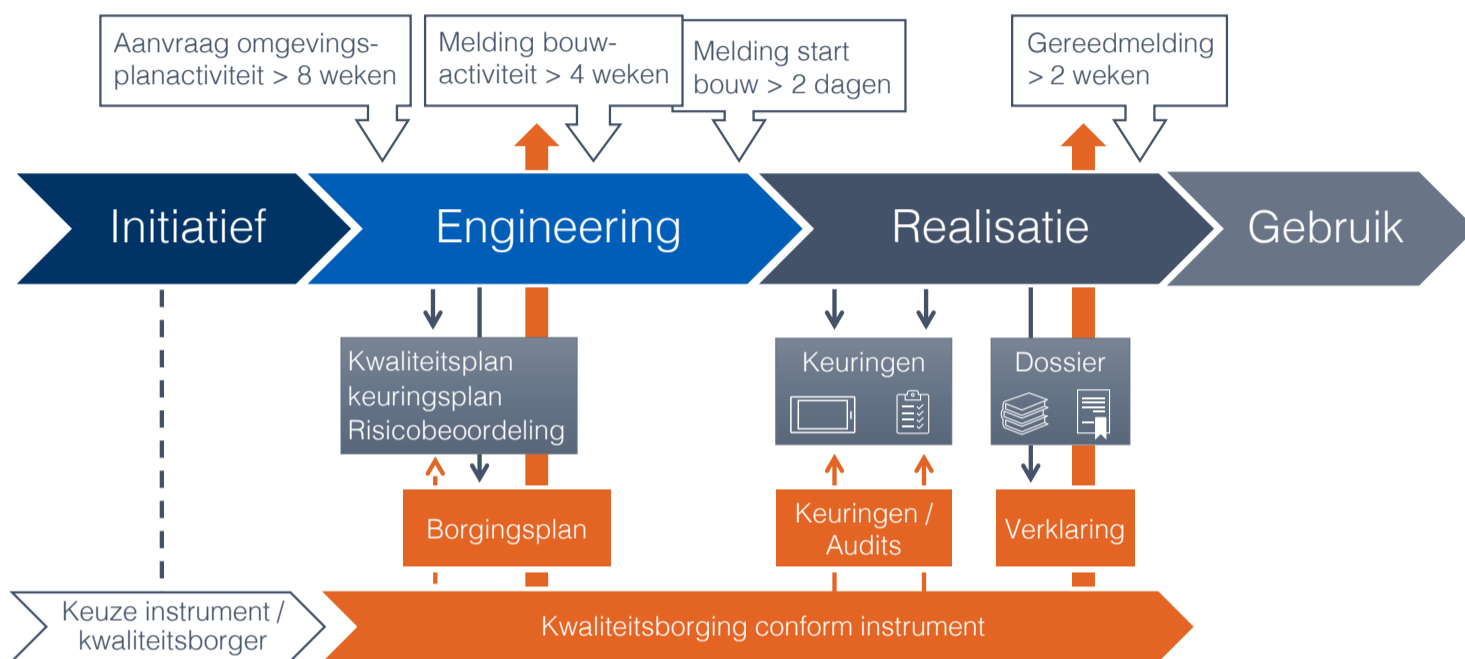 Aanvraag omgevings-
planactiviteit > 8 weken
Melding bouw-
activiteit > 4 weken
Melding start
bouw > 2 dagen
Gereedmelding
> 2 weken
Initiatief
Engineering
Realisatie
Gebruik
Kwaliteitsplan
keuringsplan
Risicobeoordeling
Keuringen
Dossier
Borgingsplan
Keuringen /
Audits
Verklaring
Keuze instrument /
kwaliteitsborger
Kwaliteitsborging conform instrument